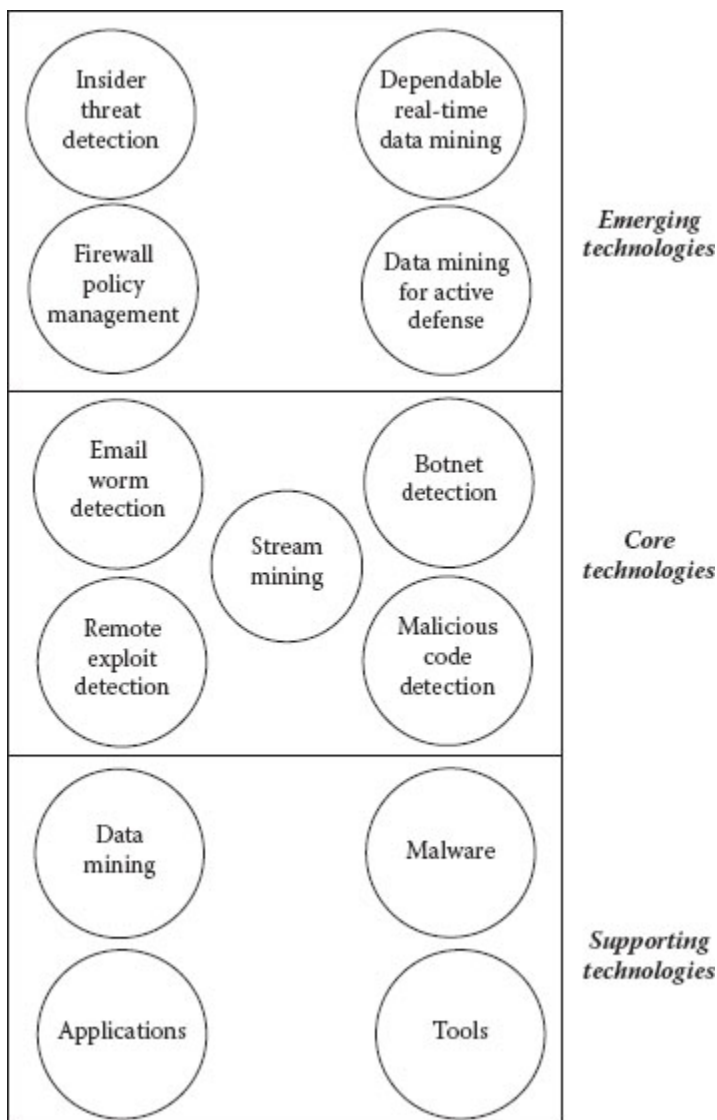 Insider
threat
detection
Dependable
real-time
data mining
Firewall
policy
management
Data mining
for active
defense
Emerging
technologies
Email
worm
detection
Botnet
detection
Stream
mining
Remote
exploit
detection
Malicious
code
detection
Core
technologies
Data
mining
Malware
Applications
Tools
Supporting
technologies